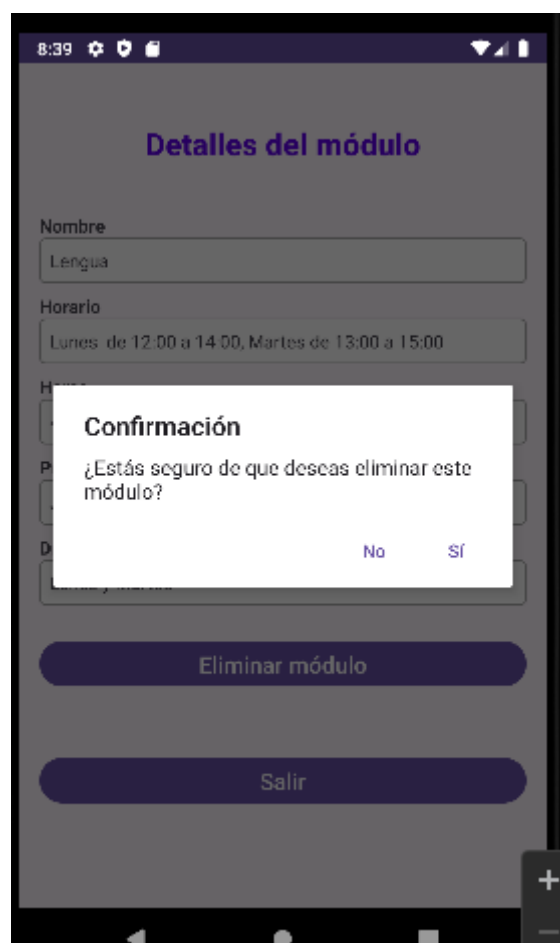 8:39
Detalles del módulo
Nombre
Lengua
Horario
Lunes de 12:00 a 14:00, Martes de 13:00 a 15:00
Confirmación
¿Estás seguro de que deseas eliminar este
módulo?
No Sí
Eliminar módulo
Salir